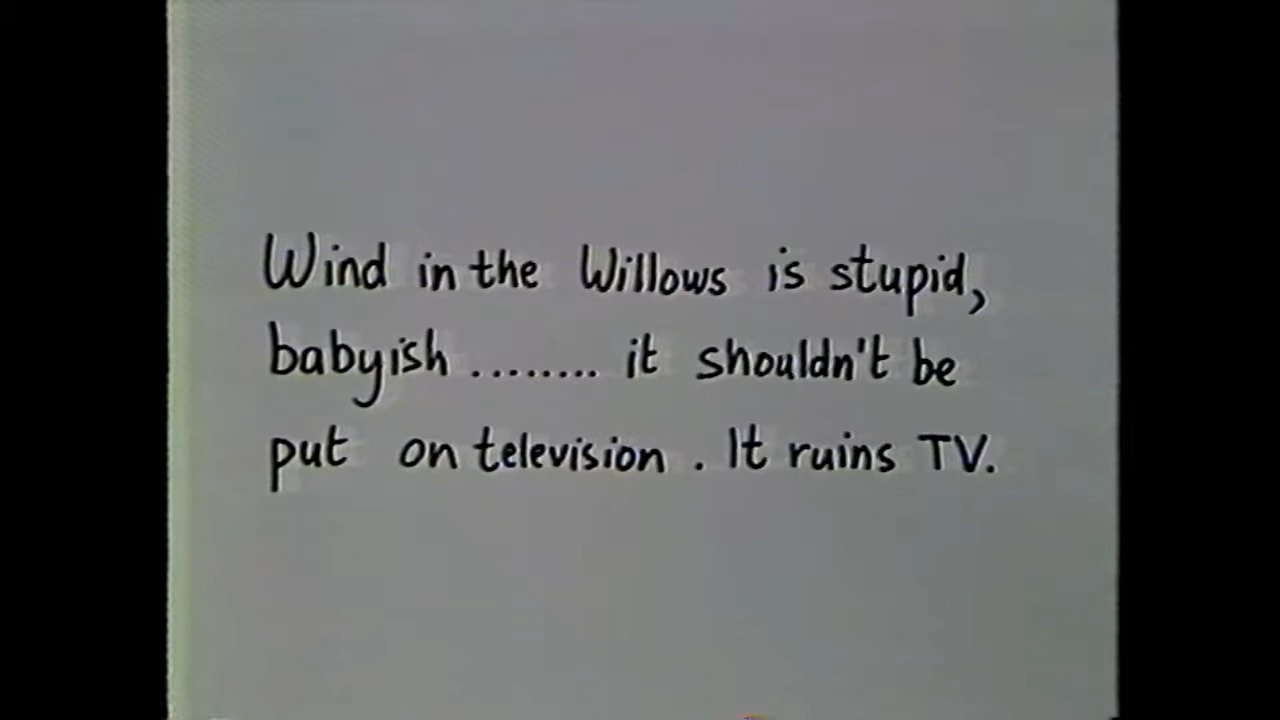 Wind in the Willows is stupid,
babyish ........ it shouldn't be
put on television. It ruins TV.